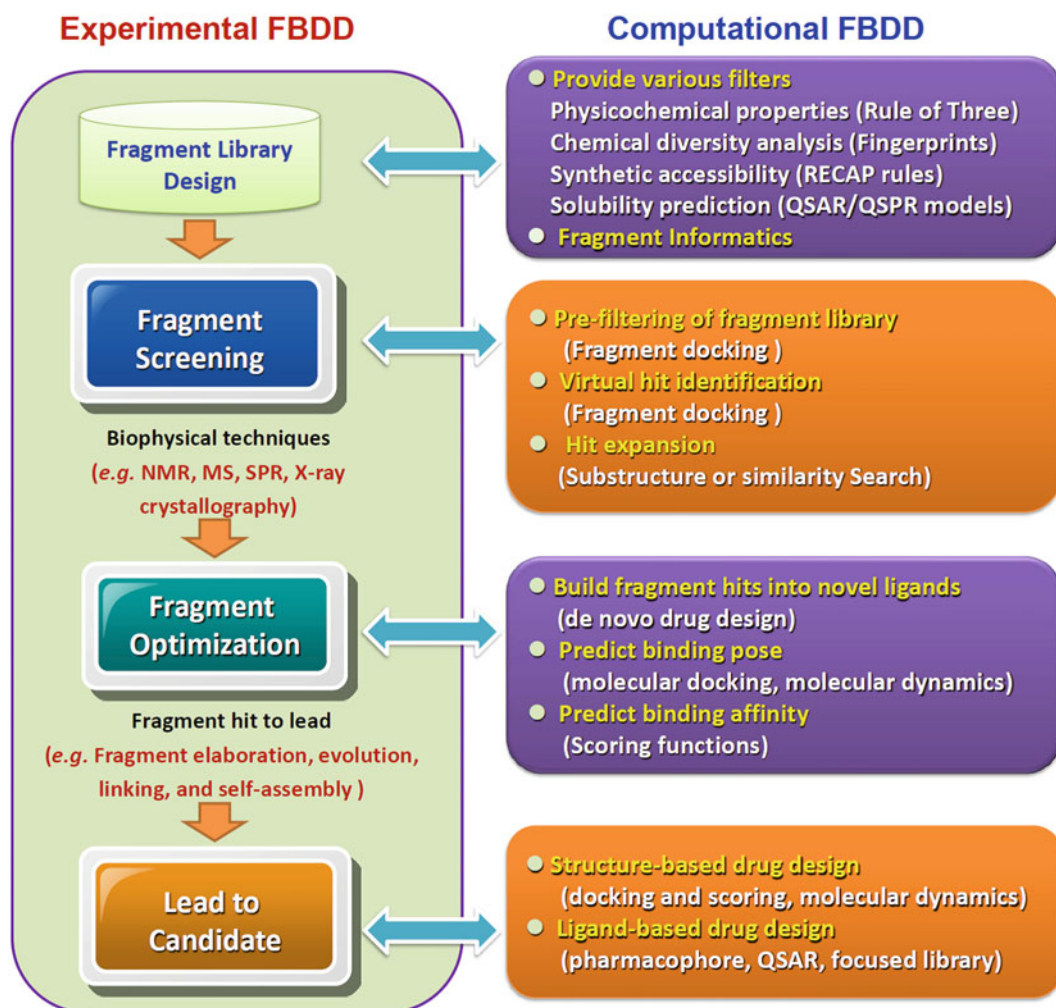 Experimental FBDD
Computational FBDD
Fragment Library
Design
Provide various filters
Physicochemical properties (Rule of Three)
Chemical diversity analysis (Fingerprints)
Synthetic accessibility (RECAP rules)
Solubility prediction (QSAR/QSPR models)
Fragment Informatics
Fragment
Screening
Pre-filtering of fragment library
(Fragment docking )
Virtual hit identification
(Fragment docking )
Hit expansion
(Substructure or similarity Search)
Biophysical techniques
(e.g. NMR, MS, SPR, X-ray
crystallography)
Fragment
Optimization
Build fragment hits into novel ligands
(de novo drug design)
Predict binding pose
(molecular docking, molecular dynamics)
Predict binding affinity
(Scoring functions)
Fragment hit to lead
(e.g. Fragment elaboration, evolution,
linking, and self-assembly )
Lead to
Candidate
Structure-based drug design
(docking and scoring, molecular dynamics)
Ligand-based drug design
(pharmacophore, QSAR, focused library)